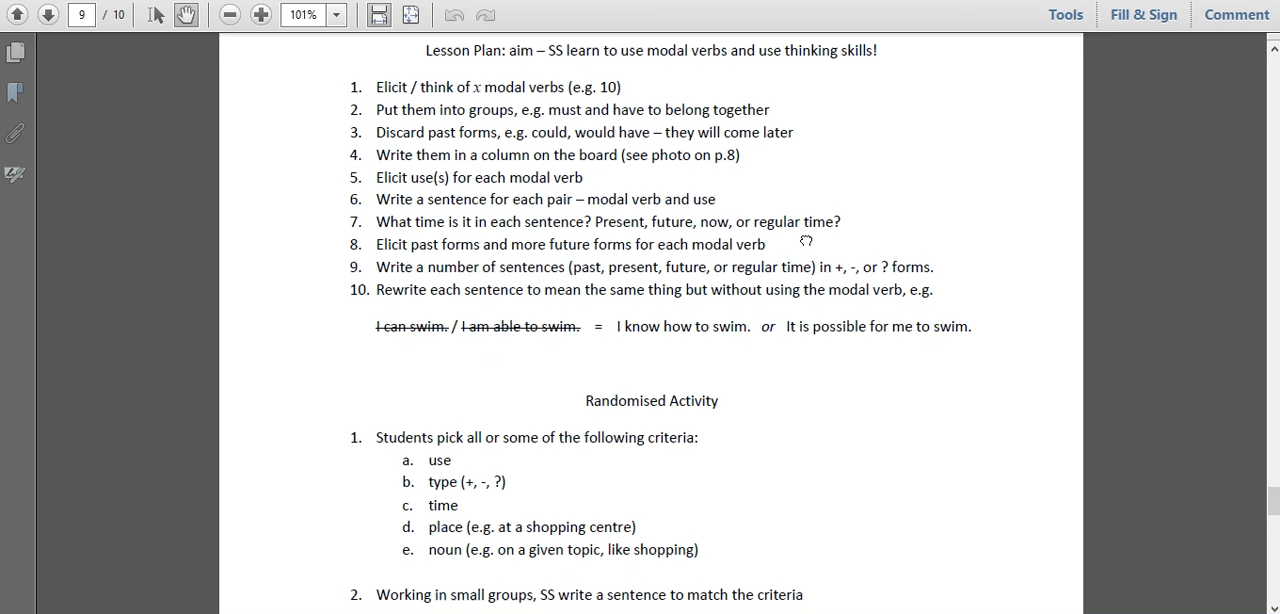 9 / 10 101% Tools Fill & Sign Comment
Lesson Plan: aim – SS learn to use modal verbs and use thinking skills!
1. Elicit / think of x modal verbs (e.g. 10)
2. Put them into groups, e.g. must and have to belong together
3. Discard past forms, e.g. could, would have – they will come later
4. Write them in a column on the board (see photo on p.8)
5. Elicit use(s) for each modal verb
6. Write a sentence for each pair – modal verb and use
7. What time is it in each sentence? Present, future, now, or regular time?
8. Elicit past forms and more future forms for each modal verb
9. Write a number of sentences (past, present, future, or regular time) in +, -, or ? forms.
10. Rewrite each sentence to mean the same thing but without using the modal verb, e.g.
I can swim. / I am able to swim. = I know how to swim. or It is possible for me to swim.
Randomised Activity
1. Students pick all or some of the following criteria:
a. use
b. type (+, -, ?)
c. time
d. place (e.g. at a shopping centre)
e. noun (e.g. on a given topic, like shopping)
2. Working in small groups, SS write a sentence to match the criteria